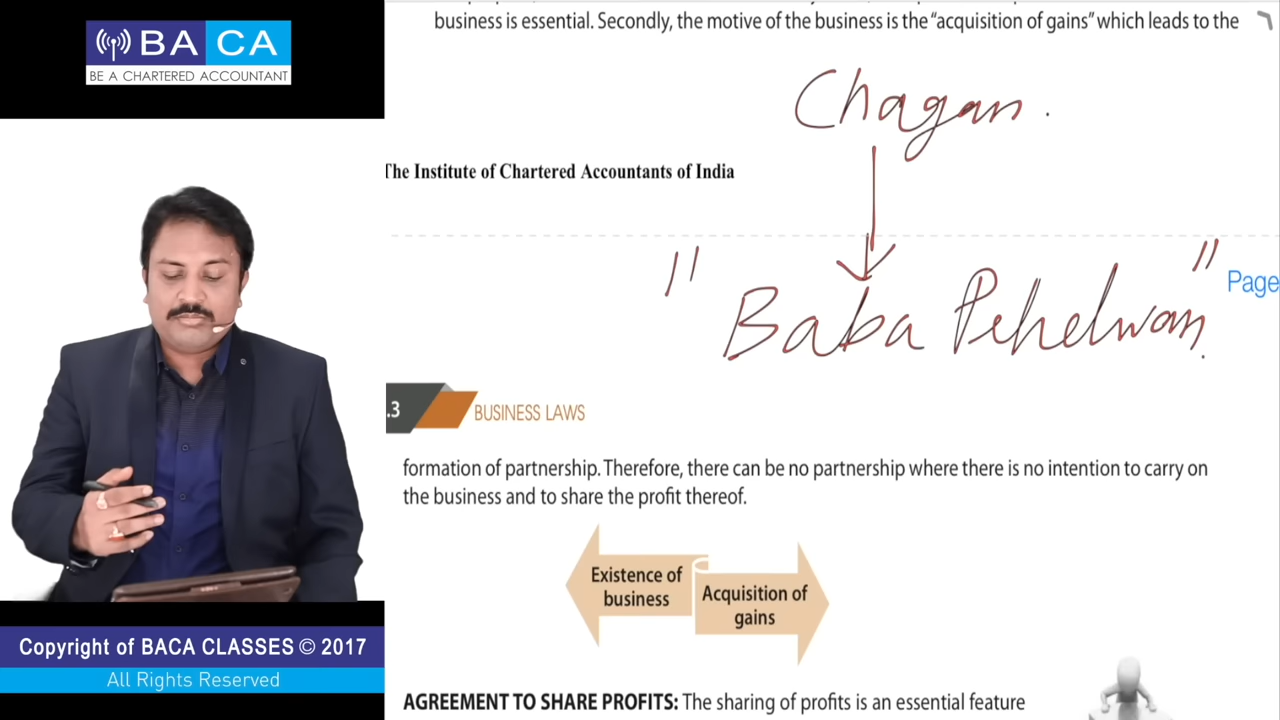 BA CA
BE A CHARTERED ACCOUNTANT
business is essential. Secondly, the motive of the business is the “acquisition of gains” which leads to the
Chagan.
The Institute of Chartered Accountants of India
"Baba Pehelwan"
Page
.3 BUSINESS LAWS
formation of partnership. Therefore, there can be no partnership where there is no intention to carry on
the business and to share the profit thereof.
Existence of
business
Acquisition of
gains
AGREEMENT TO SHARE PROFITS: The sharing of profits is an essential feature
Copyright of BACA CLASSES © 2017
All Rights Reserved